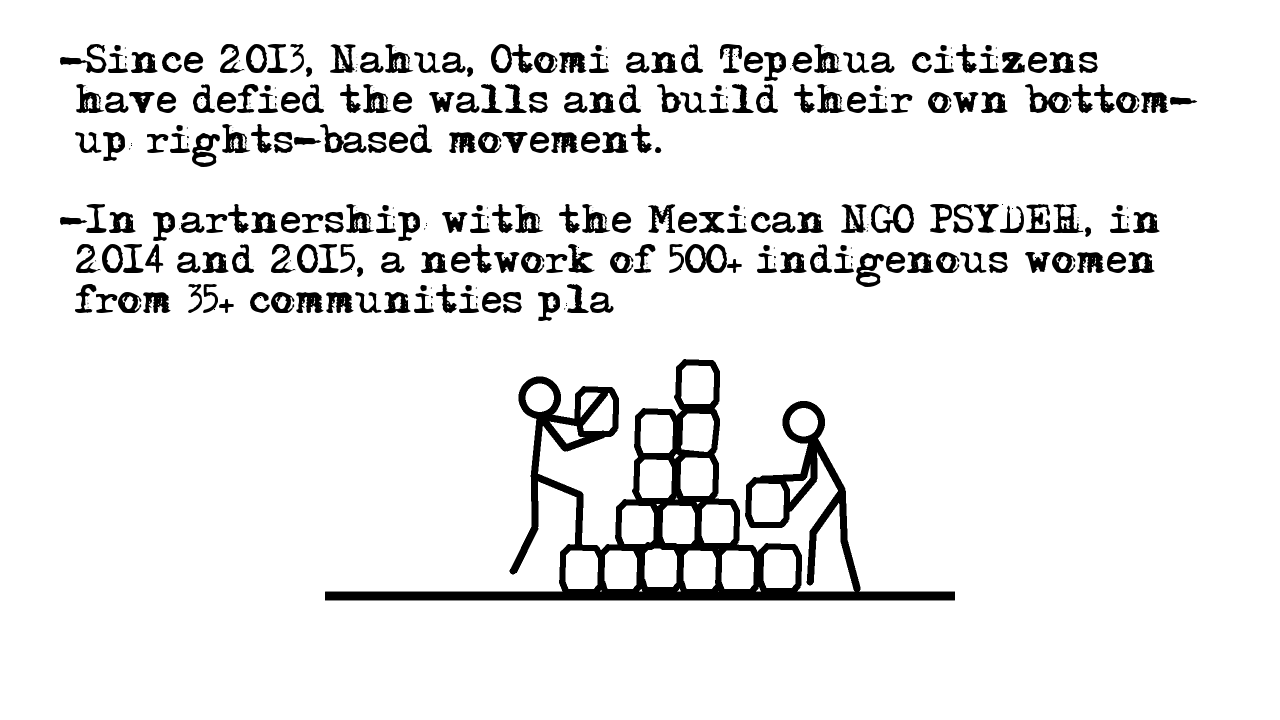 -Since 2013, Nahua, Otomi and Tepehua citizens
have defied the walls and build their own bottom-
up rights-based movement.
-In partnership with the Mexican NGO PSYDEH, in
2014 and 2015, a network of 500+ indigenous women
from 35+ communities pla